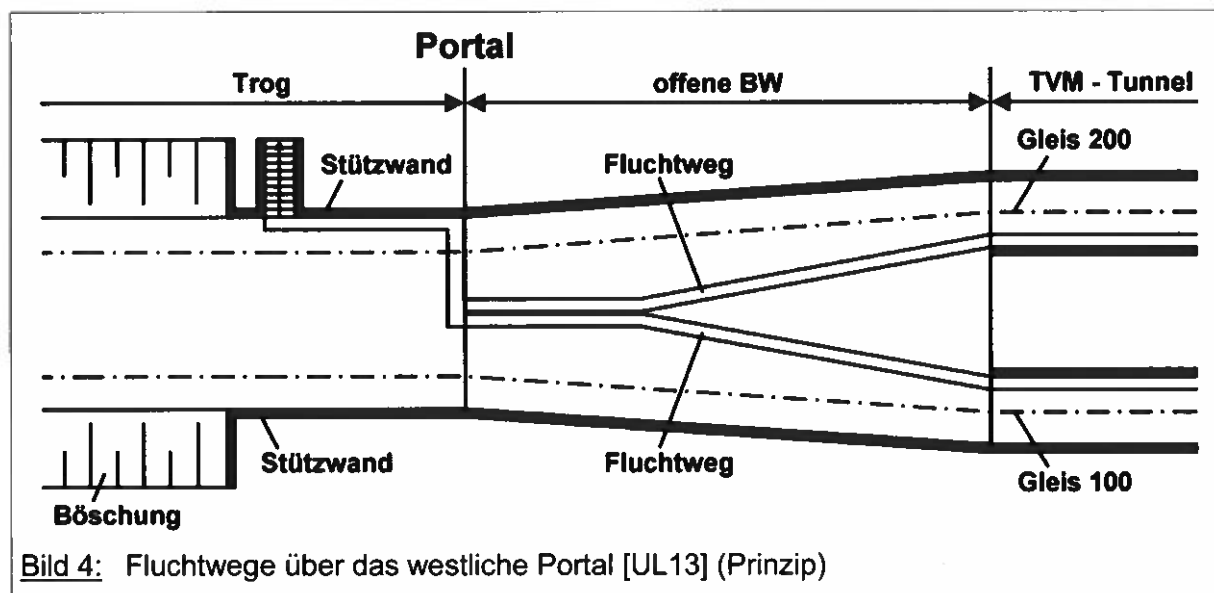 Portal
Trog
offene BW
TVM - Tunnel
Gleis 200
Stützwand
Fluchtweg
Stützwand
Fluchtweg
Gleis 100
Böschung
Bild 4: Fluchtwege über das westliche Portal [UL13] (Prinzip)